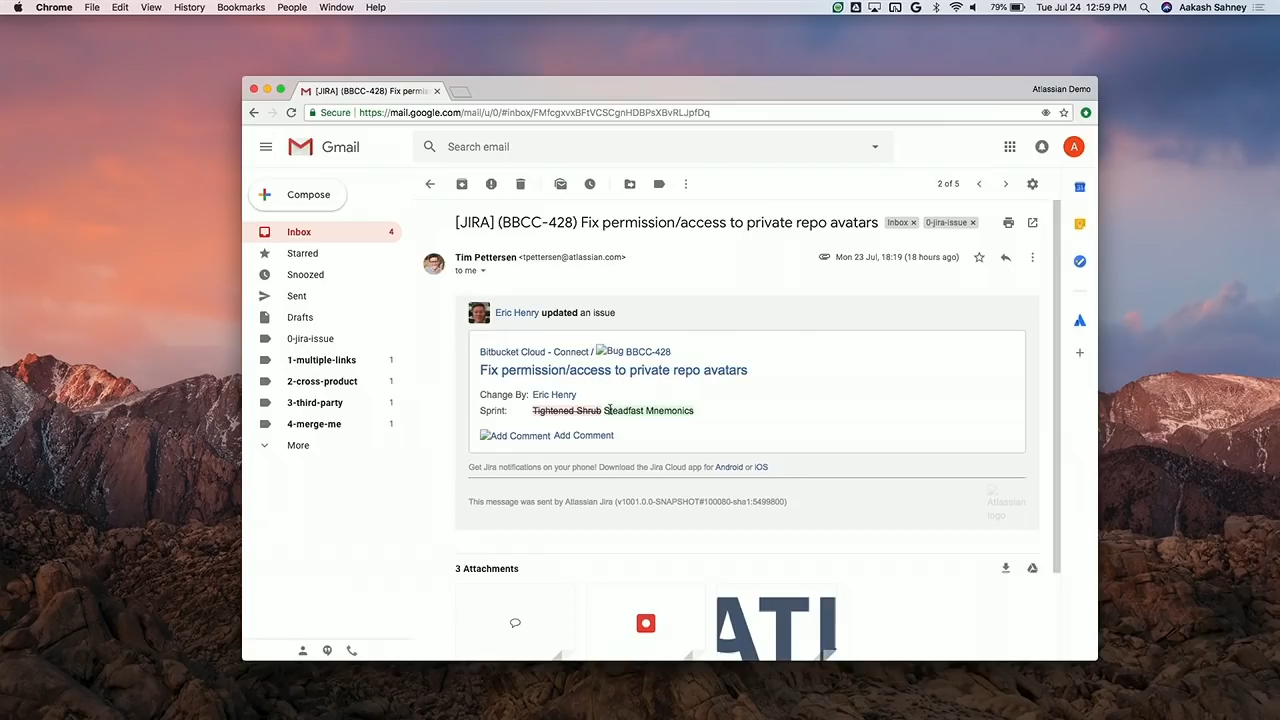 Chrome File Edit View History Bookmarks People Window Help 79% Tue Jul 24 12:59 PM Aakash Sahney
[JIRA] (BBCC-428) Fix permis Atlassian Demo
Secure https://mail.google.com/mail/u/0/#inbox/FMfcgxvxBFtVCSCgnHDBPsXBvRLJpfDq
Gmail Search email A
Compose 2 of 5
[JIRA] (BBCC-428) Fix permission/access to private repo avatars Inbox x 0-jira-issue x
Inbox 4
Starred
Snoozed
Sent
Drafts
0-jira-issue
1-multiple-links 1
2-cross-product 1
3-third-party 1
4-merge-me 1
More
Tim Pettersen <tpettersen@atlassian.com> Mon 23 Jul, 18:19 (18 hours ago)
to me
Eric Henry updated an issue
Bitbucket Cloud - Connect / Bug BBCC-428
Fix permission/access to private repo avatars
Change By: Eric Henry
Sprint: Tightened Shrub Steadfast Mnemonics
Add Comment Add Comment
Get Jira notifications on your phone! Download the Jira Cloud app for Android or iOS
This message was sent by Atlassian Jira (v1001.0.0-SNAPSHOT#100080-sha1:5499800)
Atlassian
logo
3 Attachments
ATL